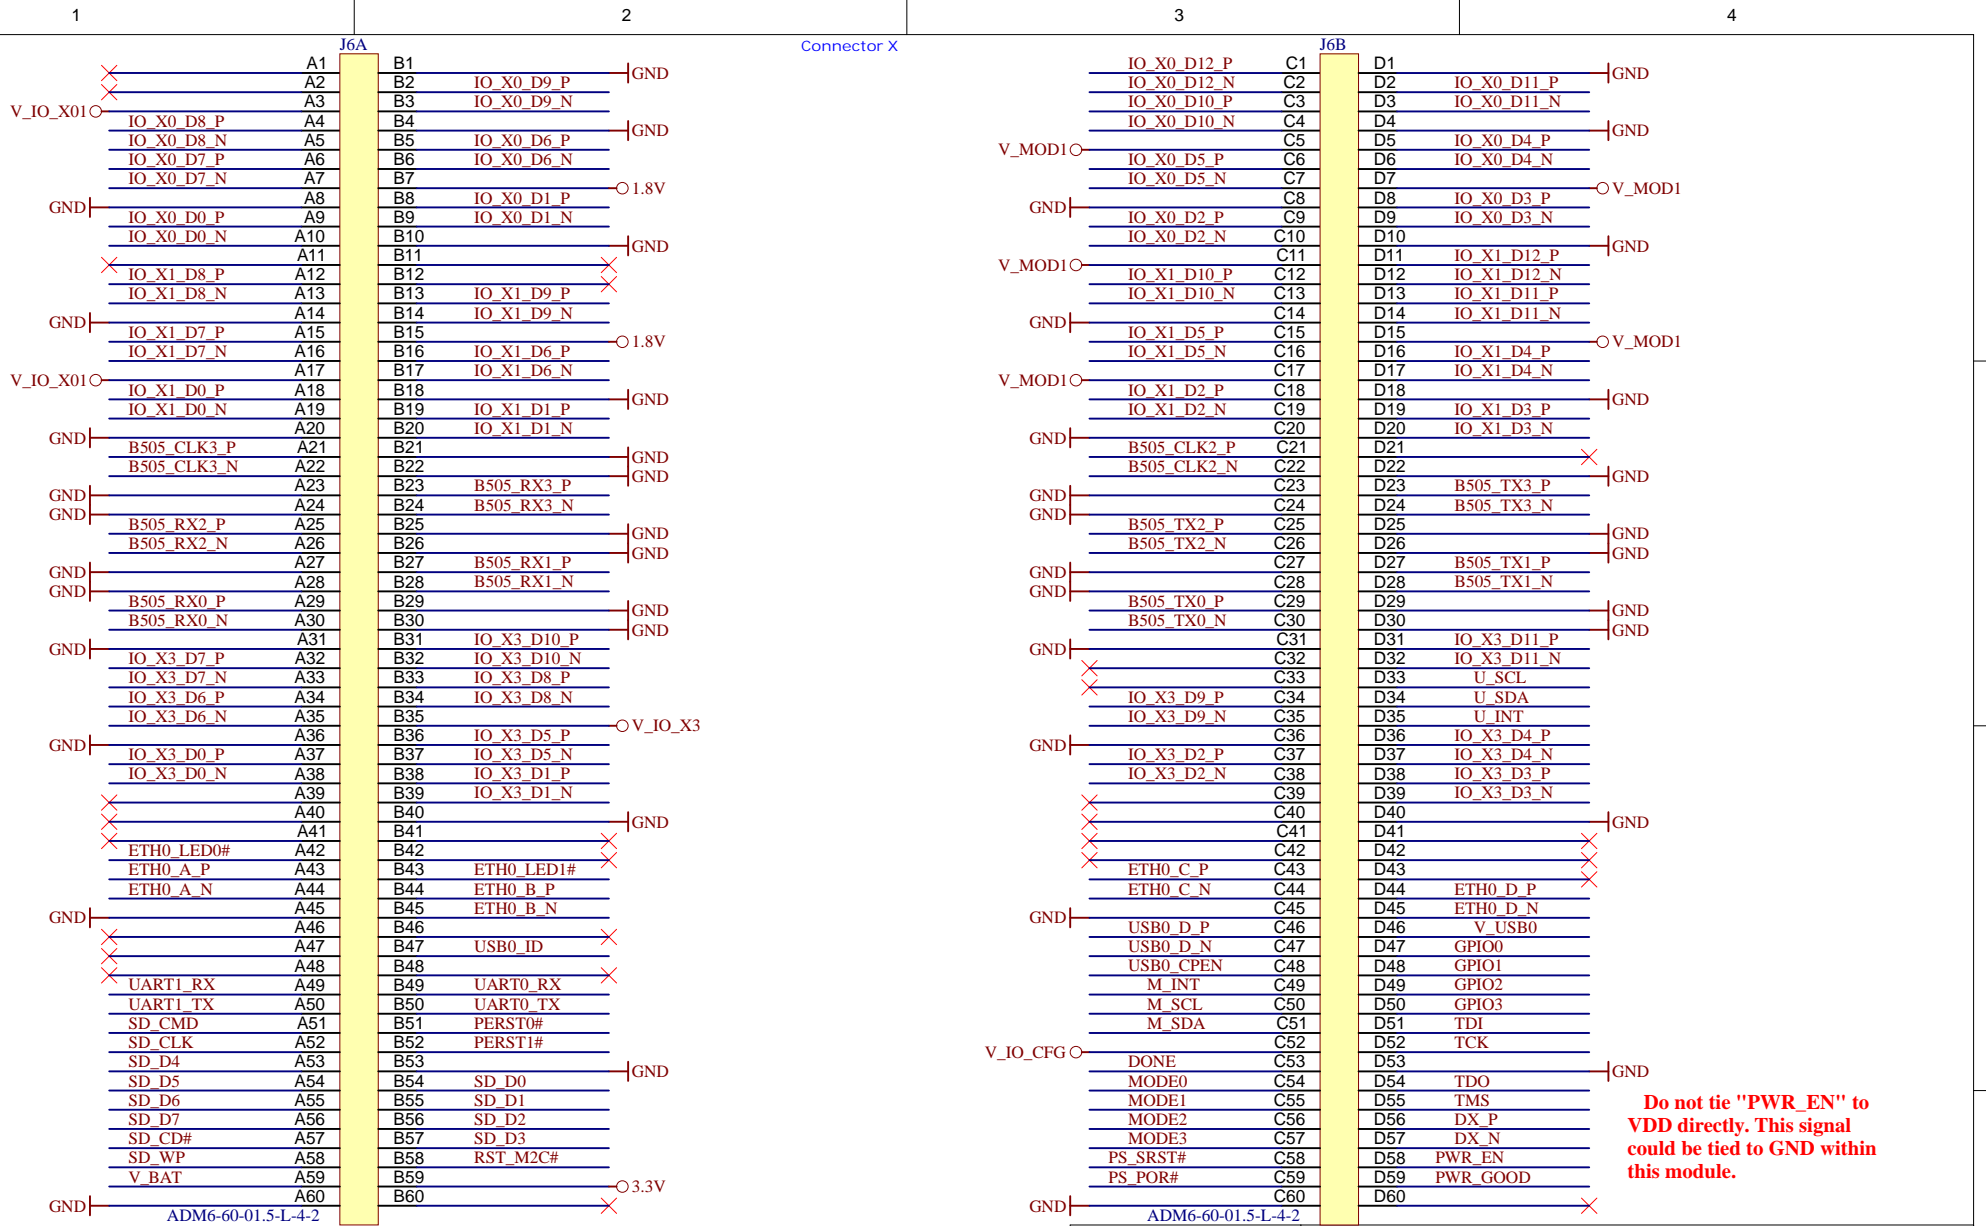 1 2 3 4
J6A Connector X J6B
A1 B1 GND IO_X0_D12_P C1 D1 GND
A2 B2 IO_X0_D9_P IO_X0_D12_N C2 D2 IO_X0_D11_P
V_IO_X01 A3 B3 IO_X0_D9_N IO_X0_D10_P C3 D3 IO_X0_D11_N
IO_X0_D8_P A4 B4 GND IO_X0_D10_N C4 D4 GND
IO_X0_D8_N A5 B5 IO_X0_D6_P V_MOD1 C5 D5 IO_X0_D4_P
IO_X0_D7_P A6 B6 IO_X0_D6_N IO_X0_D5_P C6 D6 IO_X0_D4_N
IO_X0_D7_N A7 B7 1.8V IO_X0_D5_N C7 D7 V_MOD1
GND A8 B8 IO_X0_D1_P GND C8 D8 IO_X0_D3_P
IO_X0_D0_P A9 B9 IO_X0_D1_N IO_X0_D2_P C9 D9 IO_X0_D3_N
IO_X0_D0_N A10 B10 GND IO_X0_D2_N C10 D10 GND
A11 B11 V_MOD1 C11 D11 IO_X1_D12_P
IO_X1_D8_P A12 B12 IO_X1_D10_P C12 D12 IO_X1_D12_N
IO_X1_D8_N A13 B13 IO_X1_D9_P IO_X1_D10_N C13 D13 IO_X1_D11_P
GND A14 B14 IO_X1_D9_N GND C14 D14 IO_X1_D11_N
IO_X1_D7_P A15 B15 1.8V IO_X1_D5_P C15 D15 V_MOD1
IO_X1_D7_N A16 B16 IO_X1_D6_P IO_X1_D5_N C16 D16 IO_X1_D4_P
V_IO_X01 A17 B17 IO_X1_D6_N V_MOD1 C17 D17 IO_X1_D4_N
IO_X1_D0_P A18 B18 GND IO_X1_D2_P C18 D18 GND
IO_X1_D0_N A19 B19 IO_X1_D1_P IO_X1_D2_N C19 D19 IO_X1_D3_P
GND A20 B20 IO_X1_D1_N GND C20 D20 IO_X1_D3_N
B505_CLK3_P A21 B21 GND B505_CLK2_P C21 D21
B505_CLK3_N A22 B22 GND B505_CLK2_N C22 D22 GND
GND A23 B23 B505_RX3_P GND C23 D23 B505_TX3_P
GND A24 B24 B505_RX3_N GND C24 D24 B505_TX3_N
B505_RX2_P A25 B25 GND B505_TX2_P C25 D25 GND
B505_RX2_N A26 B26 GND B505_TX2_N C26 D26 GND
GND A27 B27 B505_RX1_P GND C27 D27 B505_TX1_P
GND A28 B28 B505_RX1_N GND C28 D28 B505_TX1_N
B505_RX0_P A29 B29 GND B505_TX0_P C29 D29 GND
B505_RX0_N A30 B30 GND B505_TX0_N C30 D30 GND
GND A31 B31 IO_X3_D10_P GND C31 D31 IO_X3_D11_P
IO_X3_D7_P A32 B32 IO_X3_D10_N C32 D32 IO_X3_D11_N
IO_X3_D7_N A33 B33 IO_X3_D8_P C33 D33 U_SCL
IO_X3_D6_P A34 B34 IO_X3_D8_N IO_X3_D9_P C34 D34 U_SDA
IO_X3_D6_N A35 B35 V_IO_X3 IO_X3_D9_N C35 D35 U_INT
GND A36 B36 IO_X3_D5_P GND C36 D36 IO_X3_D4_P
IO_X3_D0_P A37 B37 IO_X3_D5_N IO_X3_D2_P C37 D37 IO_X3_D4_N
IO_X3_D0_N A38 B38 IO_X3_D1_P IO_X3_D2_N C38 D38 IO_X3_D3_P
A39 B39 IO_X3_D1_N C39 D39 IO_X3_D3_N
A40 B40 GND C40 D40 GND
A41 B41 C41 D41
ETH0_LED0# A42 B42 C42 D42
ETH0_A_P A43 B43 ETH0_LED1# ETH0_C_P C43 D43
ETH0_A_N A44 B44 ETH0_B_P ETH0_C_N C44 D44 ETH0_D_P
GND A45 B45 ETH0_B_N GND C45 D45 ETH0_D_N
A46 B46 USB0_D_P C46 D46 V_USB0
A47 B47 USB0_ID USB0_D_N C47 D47 GPIO0
A48 B48 USB0_CPEN C48 D48 GPIO1
UART1_RX A49 B49 UART0_RX M_INT C49 D49 GPIO2
UART1_TX A50 B50 UART0_TX M_SCL C50 D50 GPIO3
SD_CMD A51 B51 PERST0# M_SDA C51 D51 TDI
SD_CLK A52 B52 PERST1# V_IO_CFG C52 D52 TCK
SD_D4 A53 B53 GND DONE C53 D53 GND
SD_D5 A54 B54 SD_D0 MODE0 C54 D54 TDO
SD_D6 A55 B55 SD_D1 MODE1 C55 D55 TMS
SD_D7 A56 B56 SD_D2 MODE2 C56 D56 DX_P
SD_CD# A57 B57 SD_D3 MODE3 C57 D57 DX_N
SD_WP A58 B58 RST_M2C# PS_SRST# C58 D58 PWR_EN
V_BAT A59 B59 3.3V PS_POR# C59 D59 PWR_GOOD
GND A60 B60 GND C60 D60
ADM6-60-01.5-L-4-2 ADM6-60-01.5-L-4-2
Do not tie "PWR_EN" to
VDD directly. This signal
could be tied to GND within
this module.